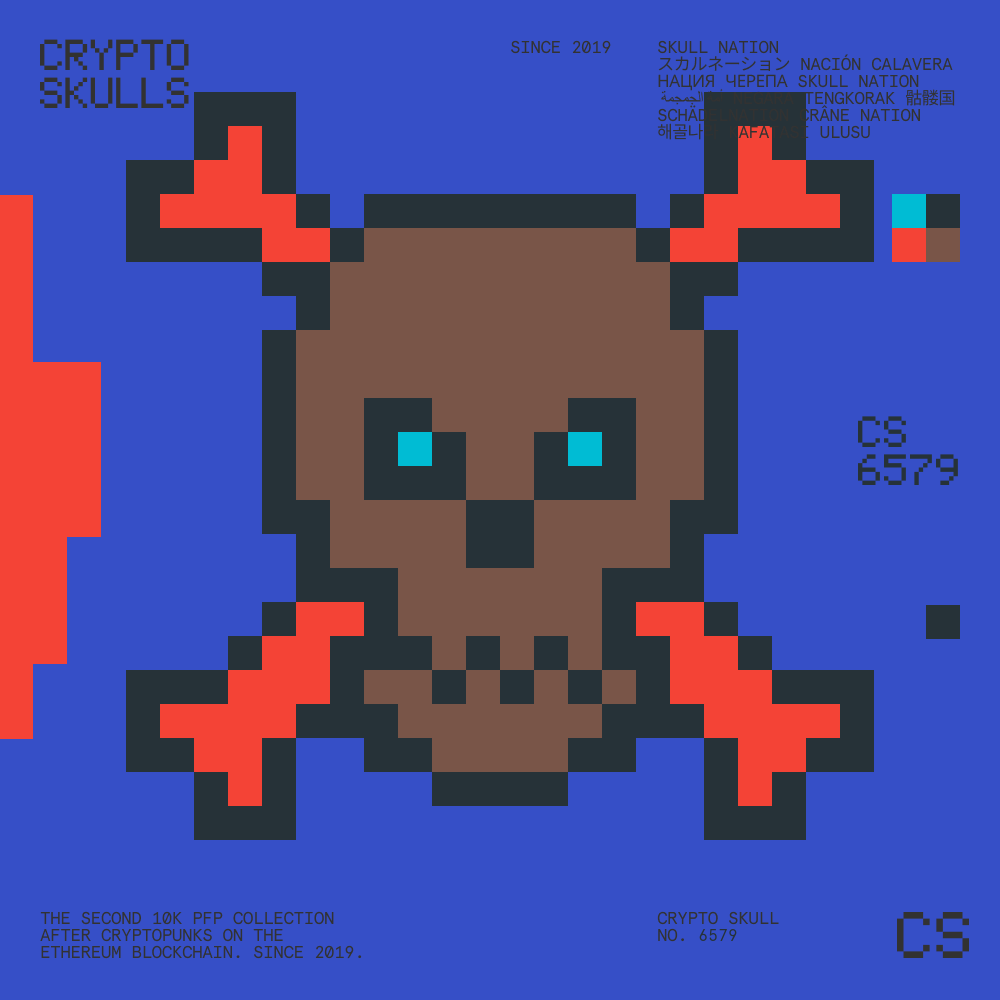 CRYPTO
SKULLS
SINCE 2019
SKULL NATION
スカルネーション NACIÓN CALAVERA
НАЦИЯ ЧЕРЕПА SKULL NATION
TENGKORAK 骷髅国
CRÂNE NATION
해골 ULUSU
CS
6579
THE SECOND 10K PFP COLLECTION
AFTER CRYPTOPUNKS ON THE
ETHEREUM BLOCKCHAIN. SINCE 2019.
CRYPTO SKULL
NO. 6579
CS